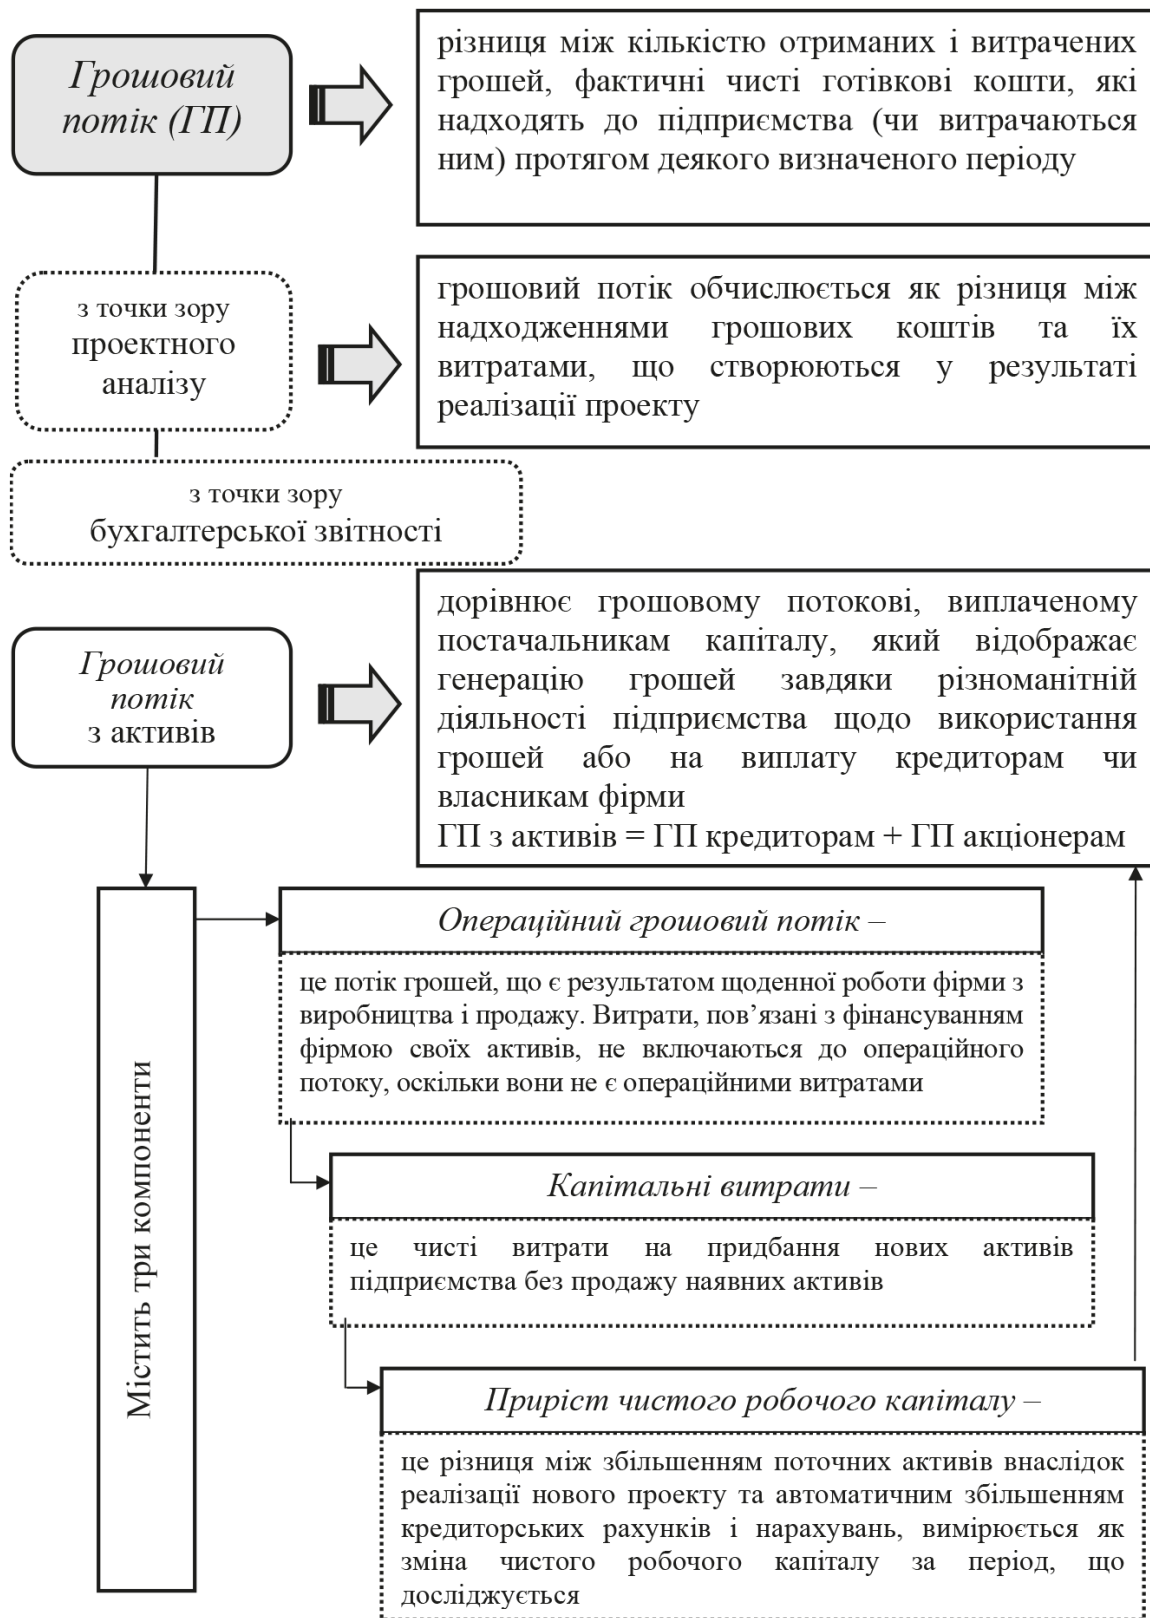 Грошовий
потік (ГП)
різниця між кількістю отриманих і витрачених
грошей, фактичні чисті готівкові кошти, які
надходять до підприємства (чи витрачаються
ним) протягом деякого визначеного періоду
з точки зору
проектного
аналізу
грошовий потік обчислюється як різниця між
надходженнями грошових коштів та їх
витратами, що створюються у результаті
реалізації проекту
з точки зору
бухгалтерської звітності
Грошовий
потік
з активів
дорівнює грошовому потокові, виплаченому
постачальникам капіталу, який відображає
генерацію грошей завдяки різноманітній
діяльності підприємства щодо використання
грошей або на виплату кредиторам чи
власникам фірми
ГП з активів = ГП кредиторам + ГП акціонерам
Містить три компоненти
Операційний грошовий потік –
це потік грошей, що є результатом щоденної роботи фірми з
виробництва і продажу. Витрати, пов’язані з фінансуванням
фірмою своїх активів, не включаються до операційного
потоку, оскільки вони не є операційними витратами
Капітальні витрати –
це чисті витрати на придбання нових активів
підприємства без продажу наявних активів
Приріст чистого робочого капіталу –
це різниця між збільшенням поточних активів внаслідок
реалізації нового проекту та автоматичним збільшенням
кредиторських рахунків і нарахувань, вимірюється як
зміна чистого робочого капіталу за період, що
досліджується